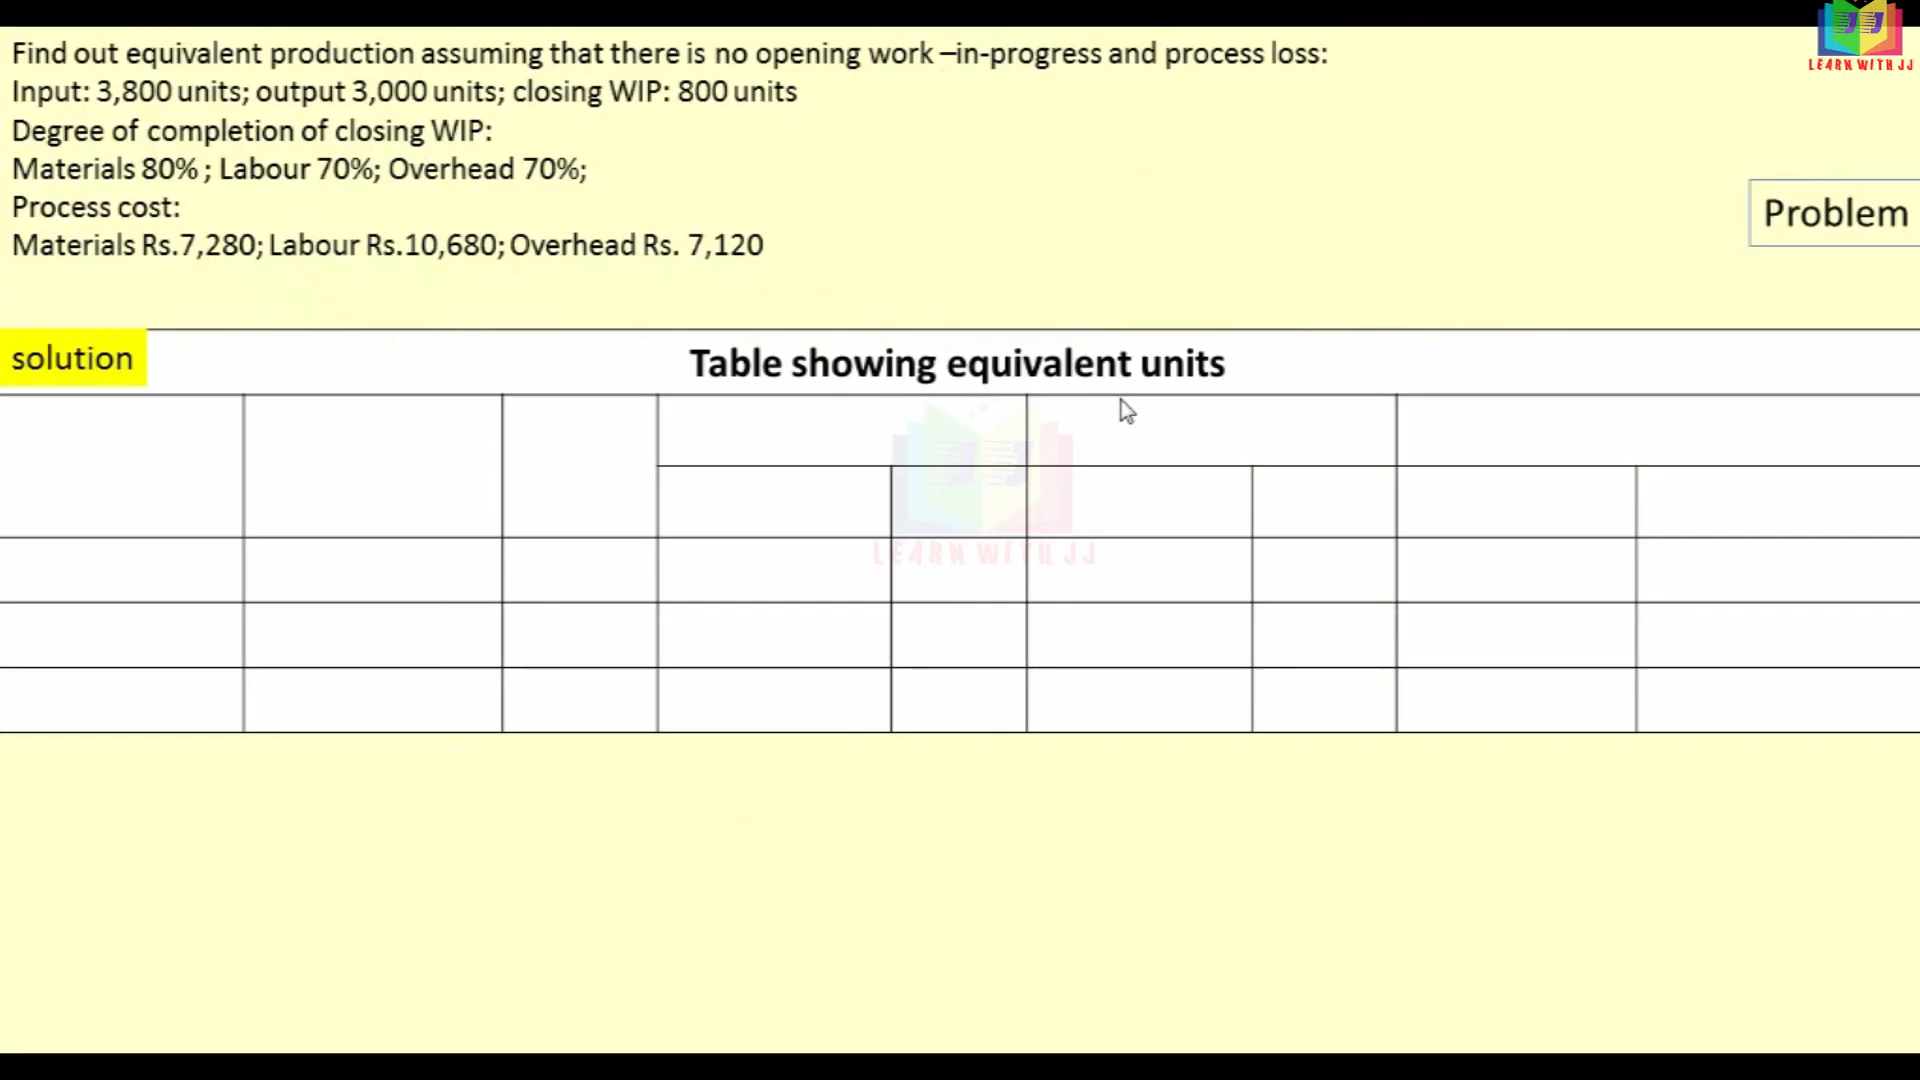 Find out equivalent production assuming that there is no opening work –in-progress and process loss:
Input: 3,800 units; output 3,000 units; closing WIP: 800 units
Degree of completion of closing WIP:
Materials 80% ; Labour 70%; Overhead 70%;
Process cost:
Materials Rs.7,280; Labour Rs.10,680; Overhead Rs. 7,120
LEARN WITH JJ
Problem
solution
Table showing equivalent units
LEARN WITH JJ